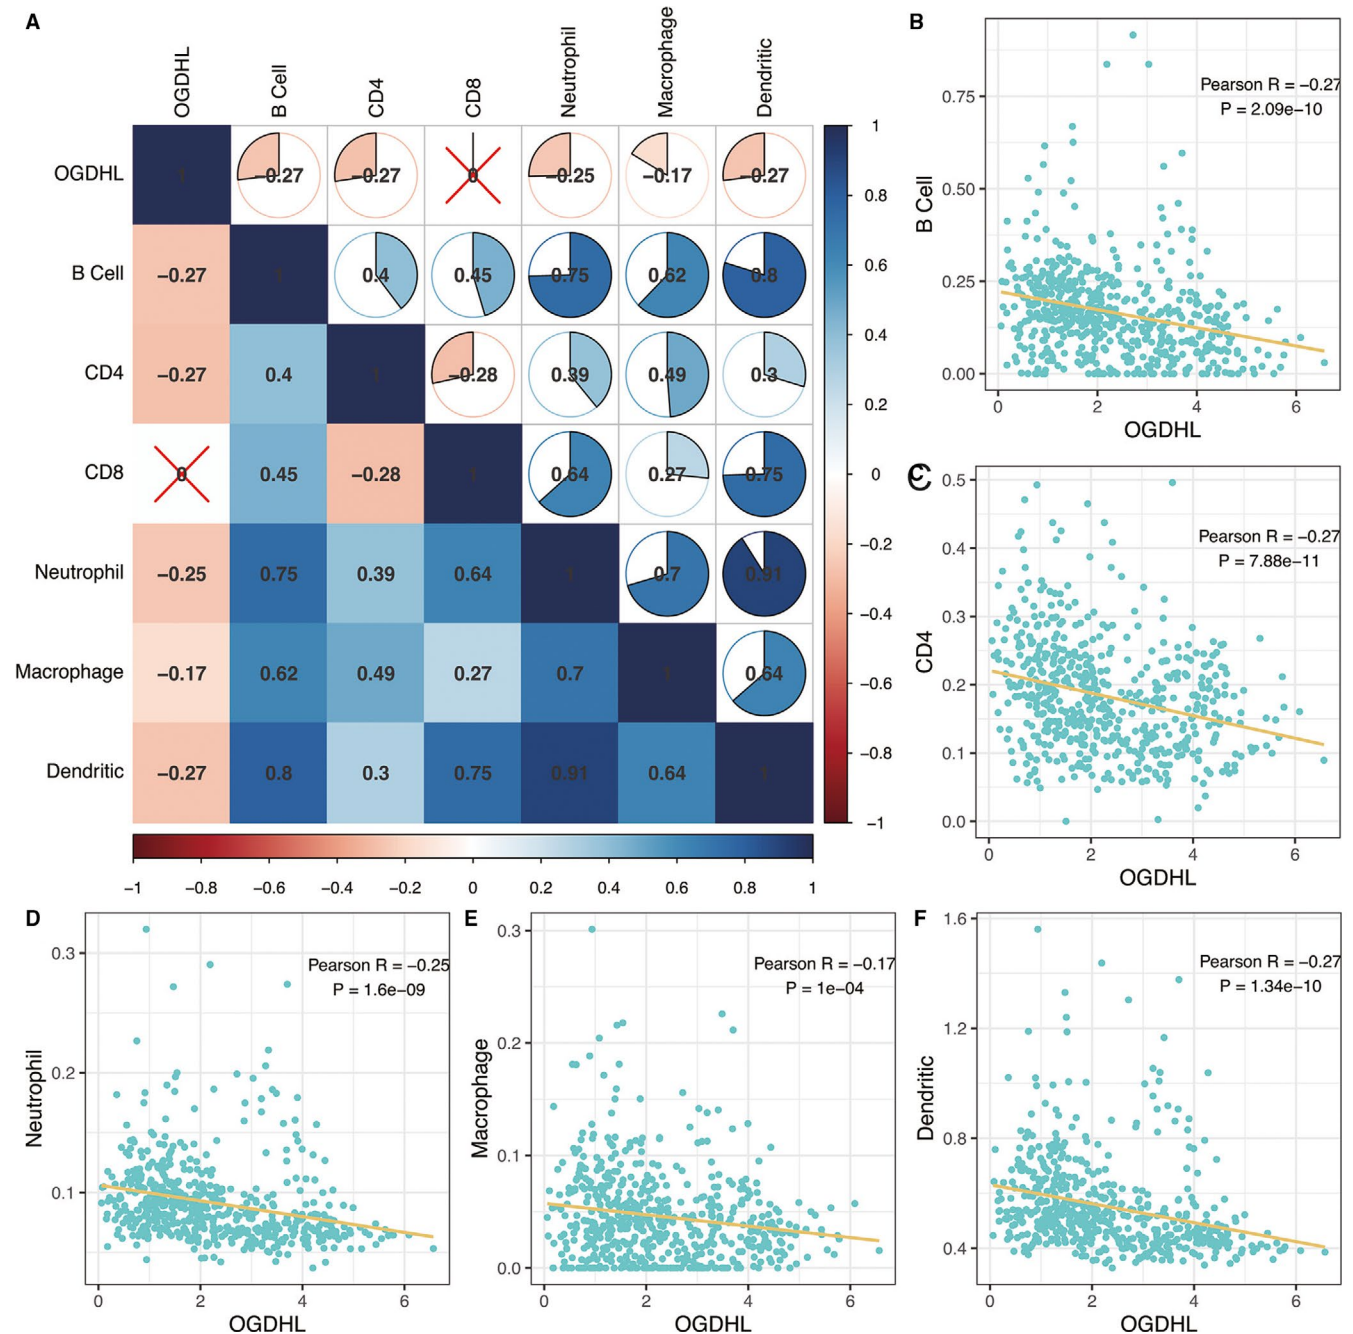 A
B
OGDHL
B Cell
CD4
CD8
Neutrophil
Macrophage
Dendritic
OGDHL 1 −0.27 −0.27 0 −0.25 −0.17 −0.27
B Cell −0.27 1 0.4 0.45 0.75 0.62 0.8
CD4 −0.27 0.4 1 −0.28 0.39 0.49 0.3
CD8 0 0.45 −0.28 1 0.64 0.27 0.75
Neutrophil −0.25 0.75 0.39 0.64 1 0.7 0.91
Macrophage −0.17 0.62 0.49 0.27 0.7 1 0.64
Dendritic −0.27 0.8 0.3 0.75 0.91 0.64 1
1
0.8
0.6
0.4
0.2
0
−0.2
−0.4
−0.6
−0.8
−1
−1 −0.8 −0.6 −0.4 −0.2 0 0.2 0.4 0.6 0.8 1
Pearson R = −0.27
P = 2.09e−10
B Cell
0.75
0.50
0.25
0.00
0 2 4 6
OGDHL
C
Pearson R = −0.27
P = 7.88e−11
CD4
0.5
0.4
0.3
0.2
0.1
0.0
0 2 4 6
OGDHL
D
Pearson R = −0.25
P = 1.6e−09
Neutrophil
0.3
0.2
0.1
0 2 4 6
OGDHL
E
Pearson R = −0.17
P = 1e−04
Macrophage
0.3
0.2
0.1
0.0
0 2 4 6
OGDHL
F
Pearson R = −0.27
P = 1.34e−10
Dendritic
1.6
1.2
0.8
0.4
0 2 4 6
OGDHL